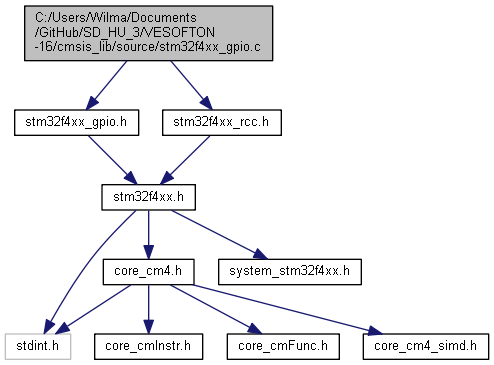 C:/Users/Wilma/Documents
/GitHub/SD_HU_3/VESOFTON
-16/cmsis_lib/source/stm32f4xx_gpio.c
stm32f4xx_gpio.h
stm32f4xx_rcc.h
stm32f4xx.h
core_cm4.h
system_stm32f4xx.h
stdint.h
core_cmInstr.h
core_cmFunc.h
core_cm4_simd.h